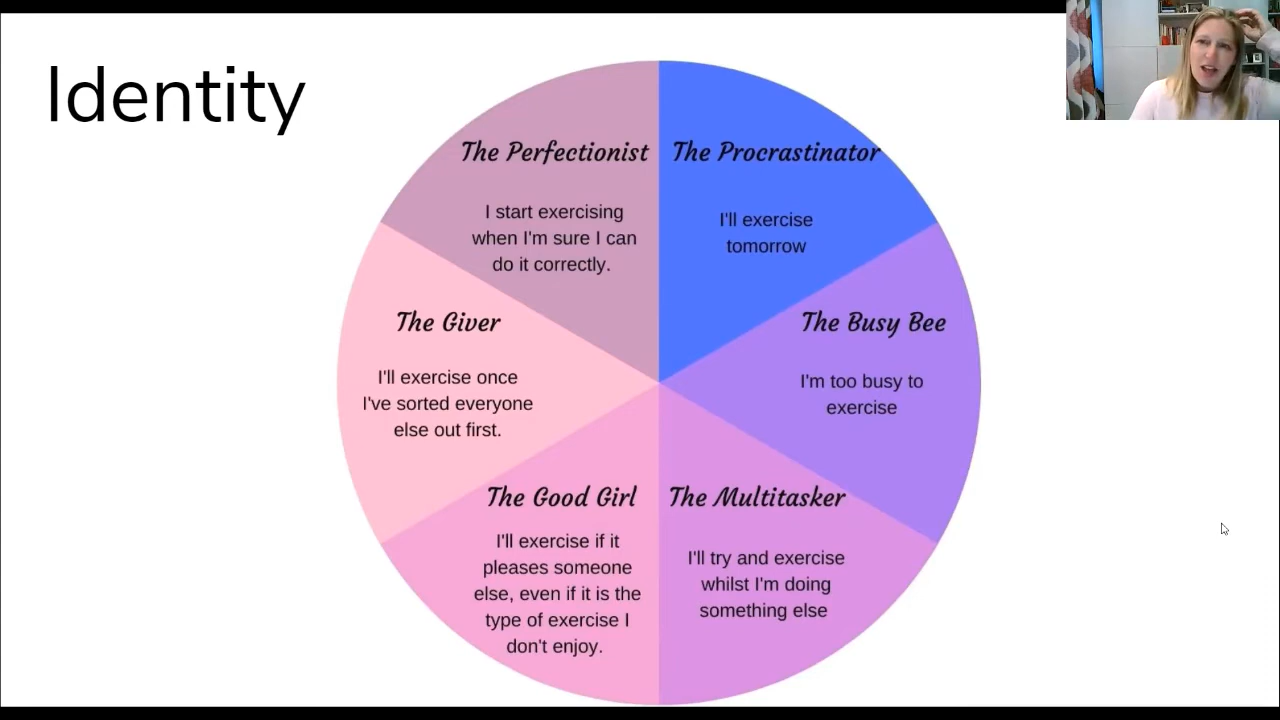 Identity
The Perfectionist
I start exercising
when I'm sure I can
do it correctly.
The Procrastinator
I'll exercise
tomorrow
The Giver
I'll exercise once
I've sorted everyone
else out first.
The Busy Bee
I'm too busy to
exercise
The Good Girl
I'll exercise if it
pleases someone
else, even if it is the
type of exercise I
don't enjoy.
The Multitasker
I'll try and exercise
whilst I'm doing
something else